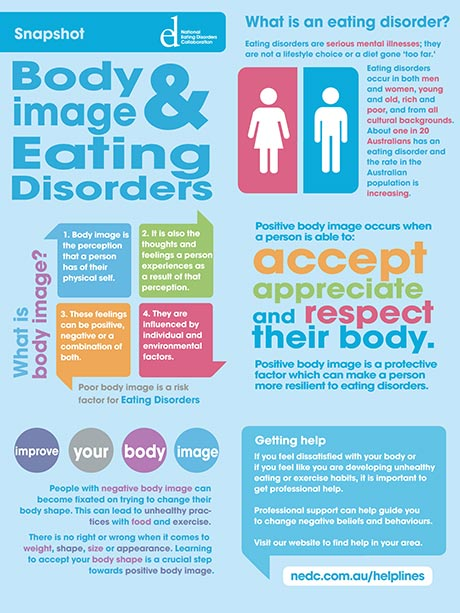 Snapshot
ed
National
Eating Disorders
Collaboration
Body
image &
Eating
Disorders
What is an eating disorder?
Eating disorders are serious mental illnesses; they
are not a lifestyle choice or a diet gone 'too far.'
Eating disorders
occur in both men
and women, young
and old, rich and
poor, and from all
cultural backgrounds.
About one in 20
Australians has an
eating disorder and
the rate in the
Australian
population is
increasing.
What is
body image?
1. Body image is
the perception
that a person
has of their
physical self.
2. It is also the
thoughts and
feelings a person
experiences as
a result of that
perception.
3. These feelings
can be positive,
negative or a
combination of
both.
4. They are
influenced by
individual and
environmental
factors.
Poor body image is a risk
factor for Eating Disorders
Positive body image occurs when
a person is able to:
accept
appreciate
and respect
their body.
Positive body image is a protective
factor which can make a person
more resilient to eating disorders.
improve your body image
People with negative body image can
become fixated on trying to change their
body shape. This can lead to unhealthy prac-
tices with food and exercise.
There is no right or wrong when it comes to
weight, shape, size or appearance. Learning
to accept your body shape is a crucial step
towards positive body image.
Getting help
If you feel dissatisfied with your body or
if you feel like you are developing unhealthy
eating or exercise habits, it is important to
get professional help.
Professional support can help guide you
to change negative beliefs and behaviours.
Visit our website to find help in your area.
nedc.com.au/helplines